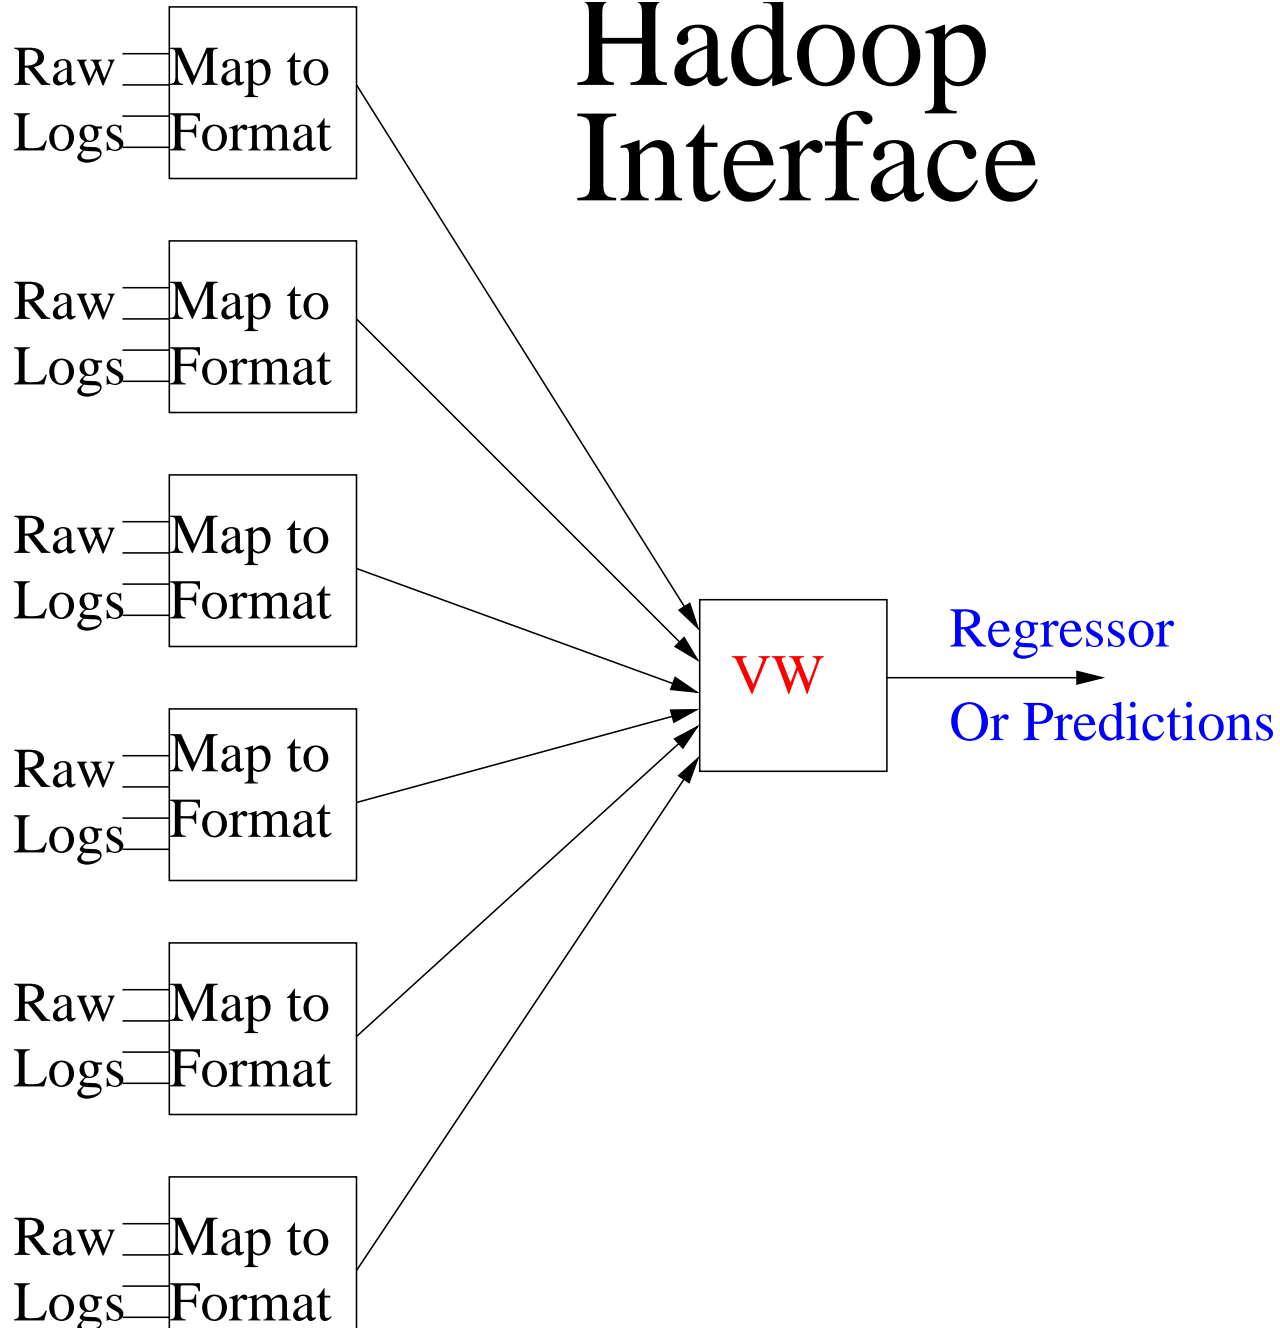 Hadoop
Interface
Raw Map to
Logs Format
Raw Map to
Logs Format
Raw Map to
Logs Format
VW
Regressor
Or Predictions
Raw Map to
Logs Format
Raw Map to
Logs Format
Raw Map to
Logs Format